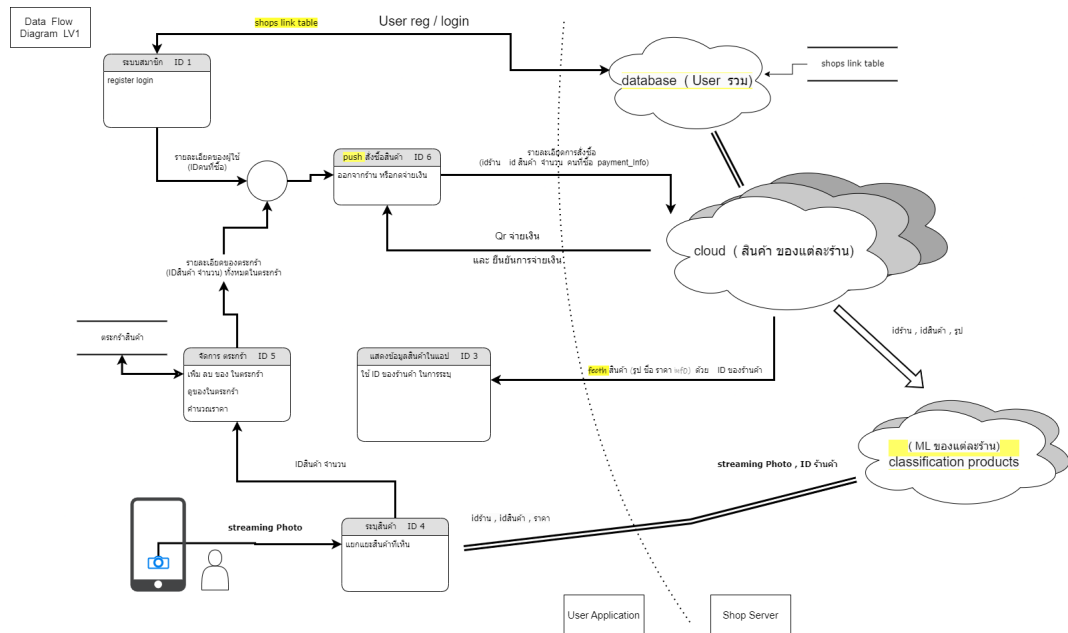 Data Flow
Diagram LV1
shops link table
User reg / login
ระบบสมาชิก ID 1
register login
database ( User รวม)
shops link table
รายละเอียดของผู้ใช้
(IDคนที่ซื้อ)
push สั่งซื้อสินค้า ID 6
ออกจากร้าน หรือกดจ่ายเงิน
รายละเอียดการสั่งซื้อ
(idร้าน id สินค้า จำนวน คนที่ซื้อ payment_Info)
Qr จ่ายเงิน
และ ยืนยันการจ่ายเงิน
cloud ( สินค้า ของแต่ละร้าน)
รายละเอียดของตระกร้า
(IDสินค้า จำนวน) ทั้งหมดในตระกร้า
ตระกร้าสินค้า
จัดการ ตระกร้า ID 5
เพิ่ม ลบ ของ ในตระกร้า
ดูของในตระกร้า
คำนวณราคา
แสดงข้อมูลสินค้าในแอป ID 3
ใช้ ID ของร้านค้า ในการระบุ
สินค้า (รูป ชื่อ ราคา ) ด้วย ID ของร้านค้า
idร้าน , idสินค้า , รูป
( ML ของแต่ละร้าน)
classification products
IDสินค้า จำนวน
streaming Photo , ID ร้านค้า
streaming Photo
ระบุสินค้า ID 4
แยกแยะสินค้าที่เห็น
idร้าน , idสินค้า , ราคา
User Application
Shop Server